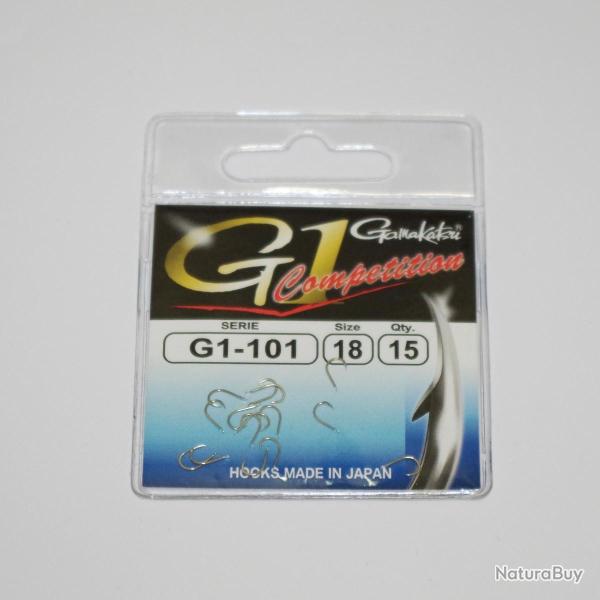 G1 Gamakatsu®
Competition
SERIE Size Qty.
G1-101 18 15
HOOKS MADE IN JAPAN
NaturaBuy